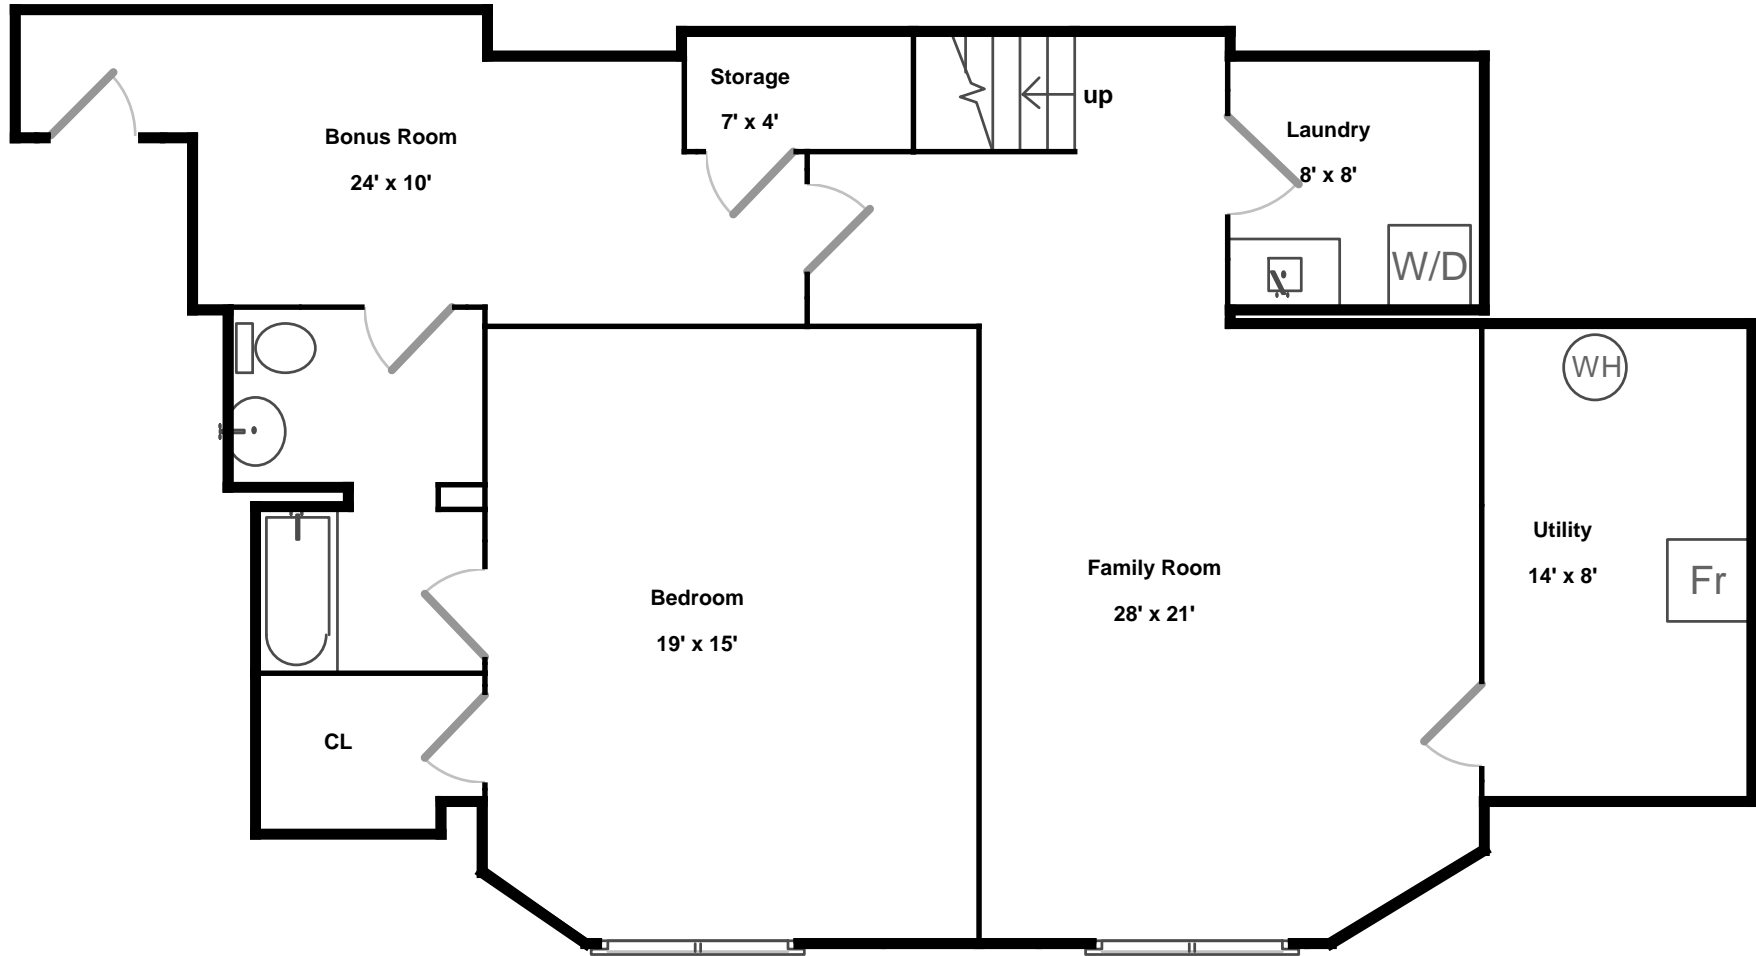 Storage
7' x 4'
up
Laundry
8' x 8'
Bonus Room
24' x 10'
W/D
WH
Utility
14' x 8'
Fr
Family Room
28' x 21'
Bedroom
19' x 15'
CL